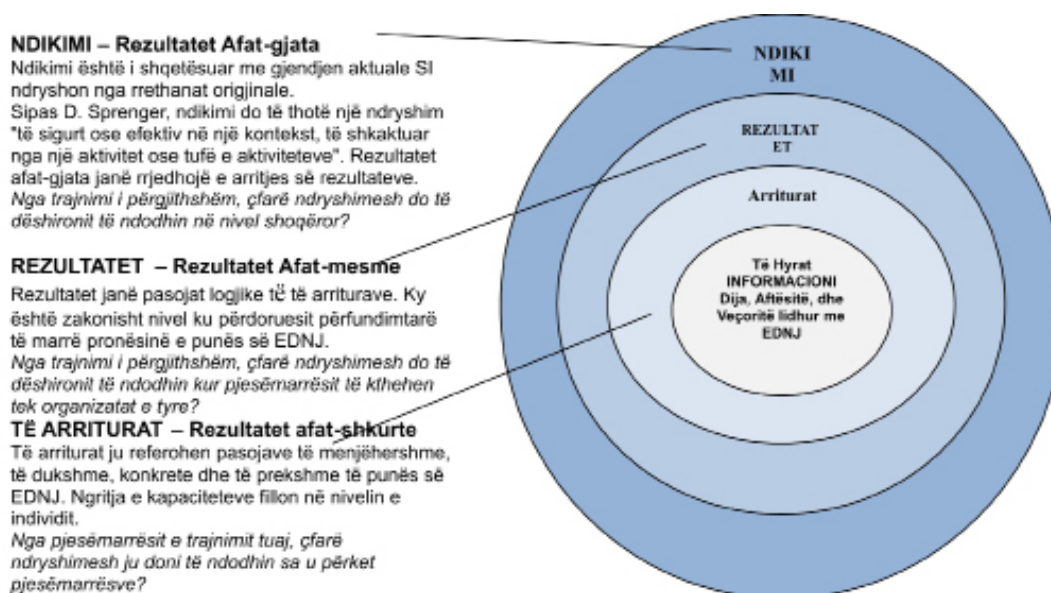 NDIKIMI – Rezultatet Afat-gjata
Ndikimi është i shqetësuar me gjendjen aktuale SI
ndryshon nga rrethanat origjinale.
Sipas D. Sprenger, ndikimi do të thotë një ndryshim
"të sigurt ose efektiv në një kontekst, të shkaktuar
nga një aktivitet ose tufë e aktiviteteve". Rezultatet
afat-gjata janë rrjedhojë e arritjes së rezultateve.
Nga trajnimi i përgjithshëm, çfarë ndryshimesh do të
dëshironit të ndodhin në nivel shoqëror?
REZULTATET – Rezultatet Afat-mesme
Rezultatet janë pasojat logjike të të arriturave. Ky
është zakonisht nivel ku përdoruesit përfundimtarë
të marrë pronësinë e punës së EDNJ.
Nga trajnimi i përgjithshëm, çfarë ndryshimesh do të
dëshironit të ndodhin kur pjesëmarrësit të kthehen
tek organizatat e tyre?
TË ARRITURAT – Rezultatet afat-shkurte
Të arriturat ju referohen pasojave të menjëhershme,
të dukshme, konkrete dhe të prekshme të punës së
EDNJ. Ngritja e kapaciteteve fillon në nivelin e
individit.
Nga pjesëmarrësit e trajnimit tuaj, çfarë
ndryshimesh ju doni të ndodhin sa u përket
pjesëmarrësve?
NDIKI
MI
REZULTAT
ET
Arriturat
Të Hyrat
INFORMACIONI
Dija, Aftësitë, dhe
Veçoritë lidhur me
EDNJ